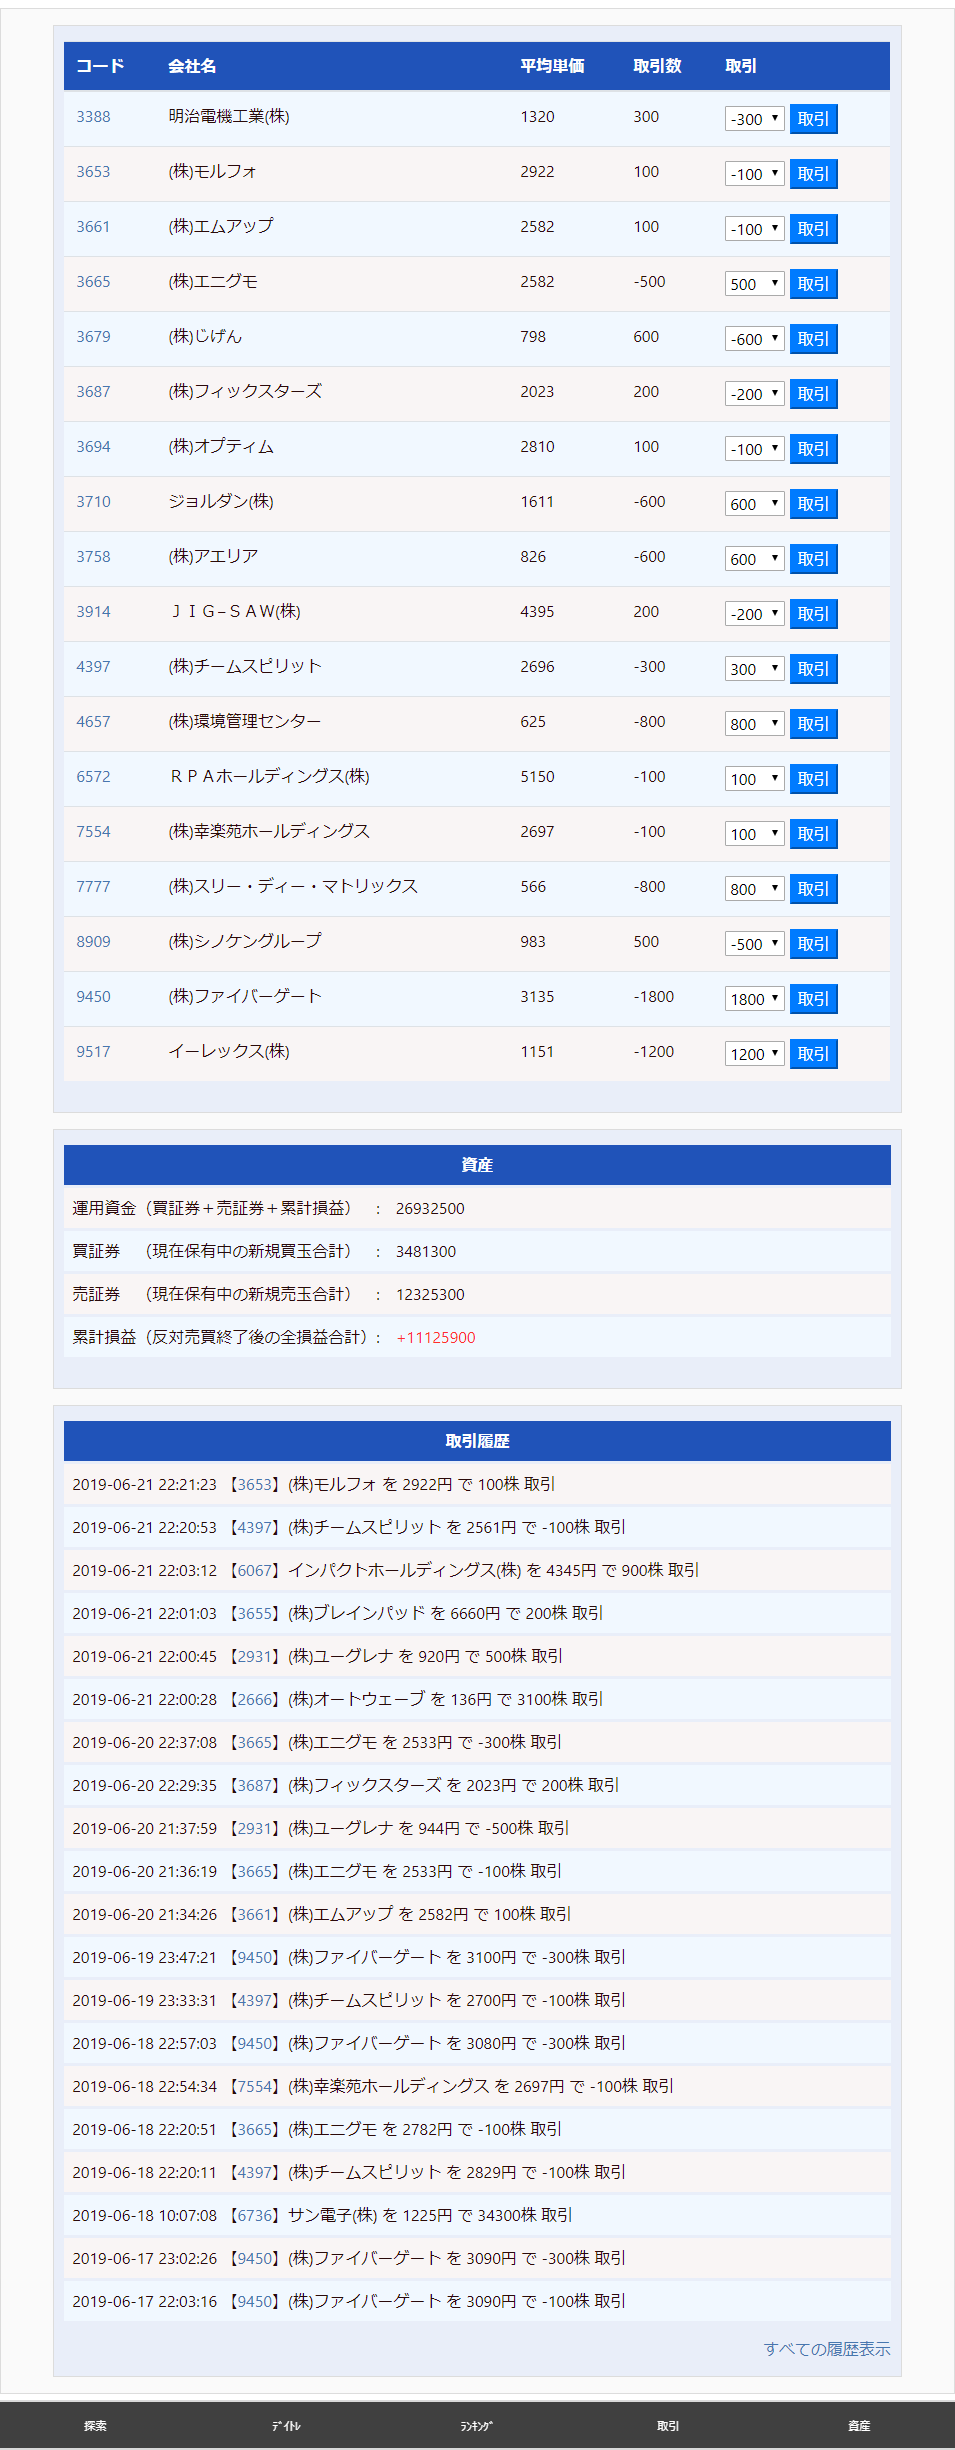 コード 会社名 平均単価 取引数 取引
3388 明治電機工業(株) 1320 300 -300 取引
3653 (株)モルフォ 2922 100 -100 取引
3661 (株)エムアップ 2582 100 -100 取引
3665 (株)エニグモ 2582 -500 500 取引
3679 (株)じげん 798 600 -600 取引
3687 (株)フィックスターズ 2023 200 -200 取引
3694 (株)オプティム 2810 100 -100 取引
3710 ジョルダン(株) 1611 -600 600 取引
3758 (株)アエリア 826 -600 600 取引
3914 ＪＩＧ−ＳＡＷ(株) 4395 200 -200 取引
4397 (株)チームスピリット 2696 -300 300 取引
4657 (株)環境管理センター 625 -800 800 取引
6572 ＲＰＡホールディングス(株) 5150 -100 100 取引
7554 (株)幸楽苑ホールディングス 2697 -100 100 取引
7777 (株)スリー・ディー・マトリックス 566 -800 800 取引
8909 (株)シノケングループ 983 500 -500 取引
9450 (株)ファイバーゲート 3135 -1800 1800 取引
9517 イーレックス(株) 1151 -1200 1200 取引
資産
運用資金（買証券＋売証券＋累計損益） ： 26932500
買証券 （現在保有中の新規買玉合計） ： 3481300
売証券 （現在保有中の新規売玉合計） ： 12325300
累計損益（反対売買終了後の全損益合計）： +11125900
取引履歴
2019-06-21 22:21:23 【3653】(株)モルフォ を 2922円 で 100株 取引
2019-06-21 22:20:53 【4397】(株)チームスピリット を 2561円 で -100株 取引
2019-06-21 22:03:12 【6067】インパクトホールディングス(株) を 4345円 で 900株 取引
2019-06-21 22:01:03 【3655】(株)ブレインパッド を 6660円 で 200株 取引
2019-06-21 22:00:45 【2931】(株)ユーグレナ を 920円 で 500株 取引
2019-06-21 22:00:28 【2666】(株)オートウェーブ を 136円 で 3100株 取引
2019-06-20 22:37:08 【3665】(株)エニグモ を 2533円 で -300株 取引
2019-06-20 22:29:35 【3687】(株)フィックスターズ を 2023円 で 200株 取引
2019-06-20 21:37:59 【2931】(株)ユーグレナ を 944円 で -500株 取引
2019-06-20 21:36:19 【3665】(株)エニグモ を 2533円 で -100株 取引
2019-06-20 21:34:26 【3661】(株)エムアップ を 2582円 で 100株 取引
2019-06-19 23:47:21 【9450】(株)ファイバーゲート を 3100円 で -300株 取引
2019-06-19 23:33:31 【4397】(株)チームスピリット を 2700円 で -100株 取引
2019-06-18 22:57:03 【9450】(株)ファイバーゲート を 3080円 で -300株 取引
2019-06-18 22:54:34 【7554】(株)幸楽苑ホールディングス を 2697円 で -100株 取引
2019-06-18 22:20:51 【3665】(株)エニグモ を 2782円 で -100株 取引
2019-06-18 22:20:11 【4397】(株)チームスピリット を 2829円 で -100株 取引
2019-06-18 10:07:08 【6736】サン電子(株) を 1225円 で 34300株 取引
2019-06-17 23:02:26 【9450】(株)ファイバーゲート を 3090円 で -300株 取引
2019-06-17 22:03:16 【9450】(株)ファイバーゲート を 3090円 で -100株 取引
すべての履歴表示
探索 ﾃﾞｲﾄﾚ ﾗﾝｷﾝｸﾞ 取引 資産